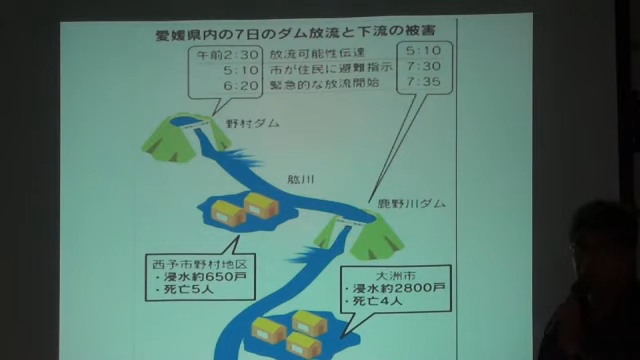 愛媛県内の7日のダム放流と下流の被害
午前2:30 放流可能性伝達 5:10
5:10 市が住民に避難指示 7:30
6:20 緊急的な放流開始 7:35
野村ダム
肱川
鹿野川ダム
西予市野村地区
・浸水約650戸
・死亡5人
大洲市
・浸水約2800戸
・死亡4人